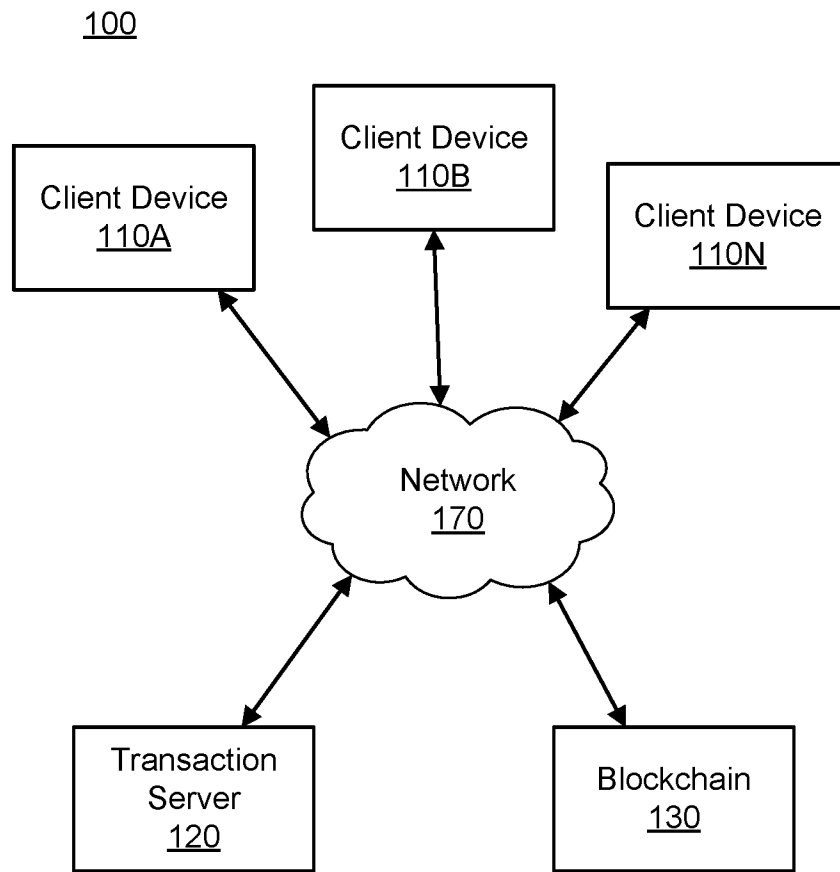 100
Client Device
110A
Client Device
110B
Client Device
110N
Network
170
Transaction
Server
120
Blockchain
130